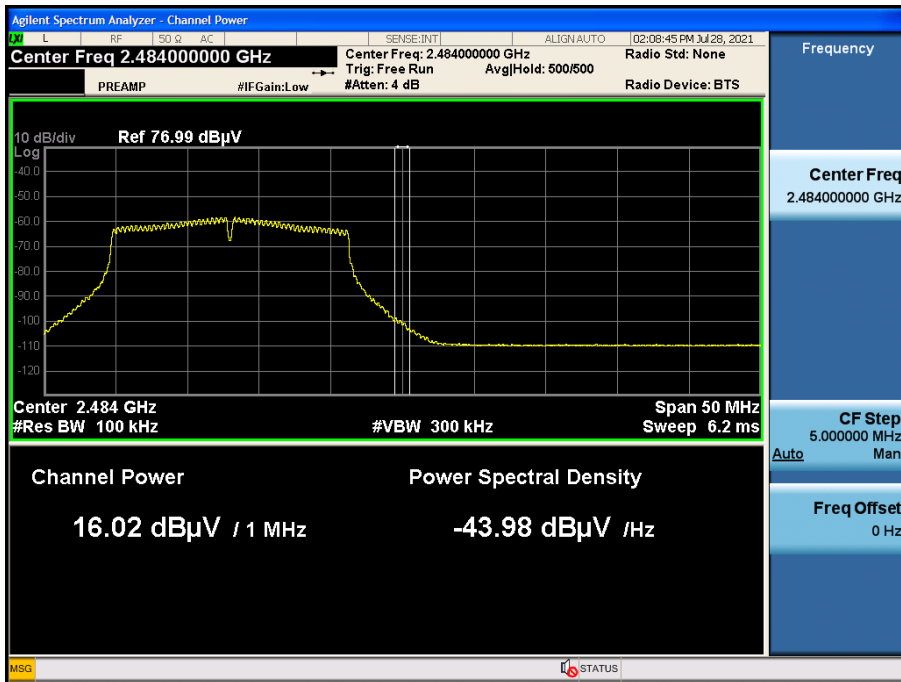 Agilent Spectrum Analyzer - Channel Power
LXI L RF 50 Ω AC SENSE:INT ALIGN AUTO 02:08:45 PM Jul 28, 2021
Center Freq 2.484000000 GHz
Center Freq: 2.484000000 GHz
Radio Std: None
Trig: Free Run Avg|Hold: 500/500
PREAMP #IFGain:Low #Atten: 4 dB Radio Device: BTS
10 dB/div Ref 76.99 dBµV
Log
-40.0
-50.0
-60.0
-70.0
-80.0
-90.0
-100
-110
-120
Center 2.484 GHz Span 50 MHz
#Res BW 100 kHz #VBW 300 kHz Sweep 6.2 ms
Channel Power
Power Spectral Density
16.02 dBµV / 1 MHz
-43.98 dBµV /Hz
Frequency
Center Freq
2.484000000 GHz
CF Step
5.000000 MHz
Auto Man
Freq Offset
0 Hz
MSG STATUS